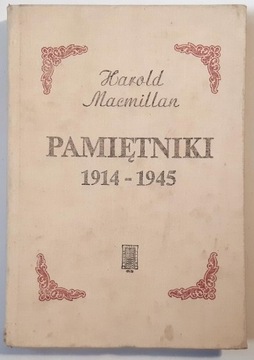 Harold
Macmillan
PAMIĘTNIKI
1914 - 1945